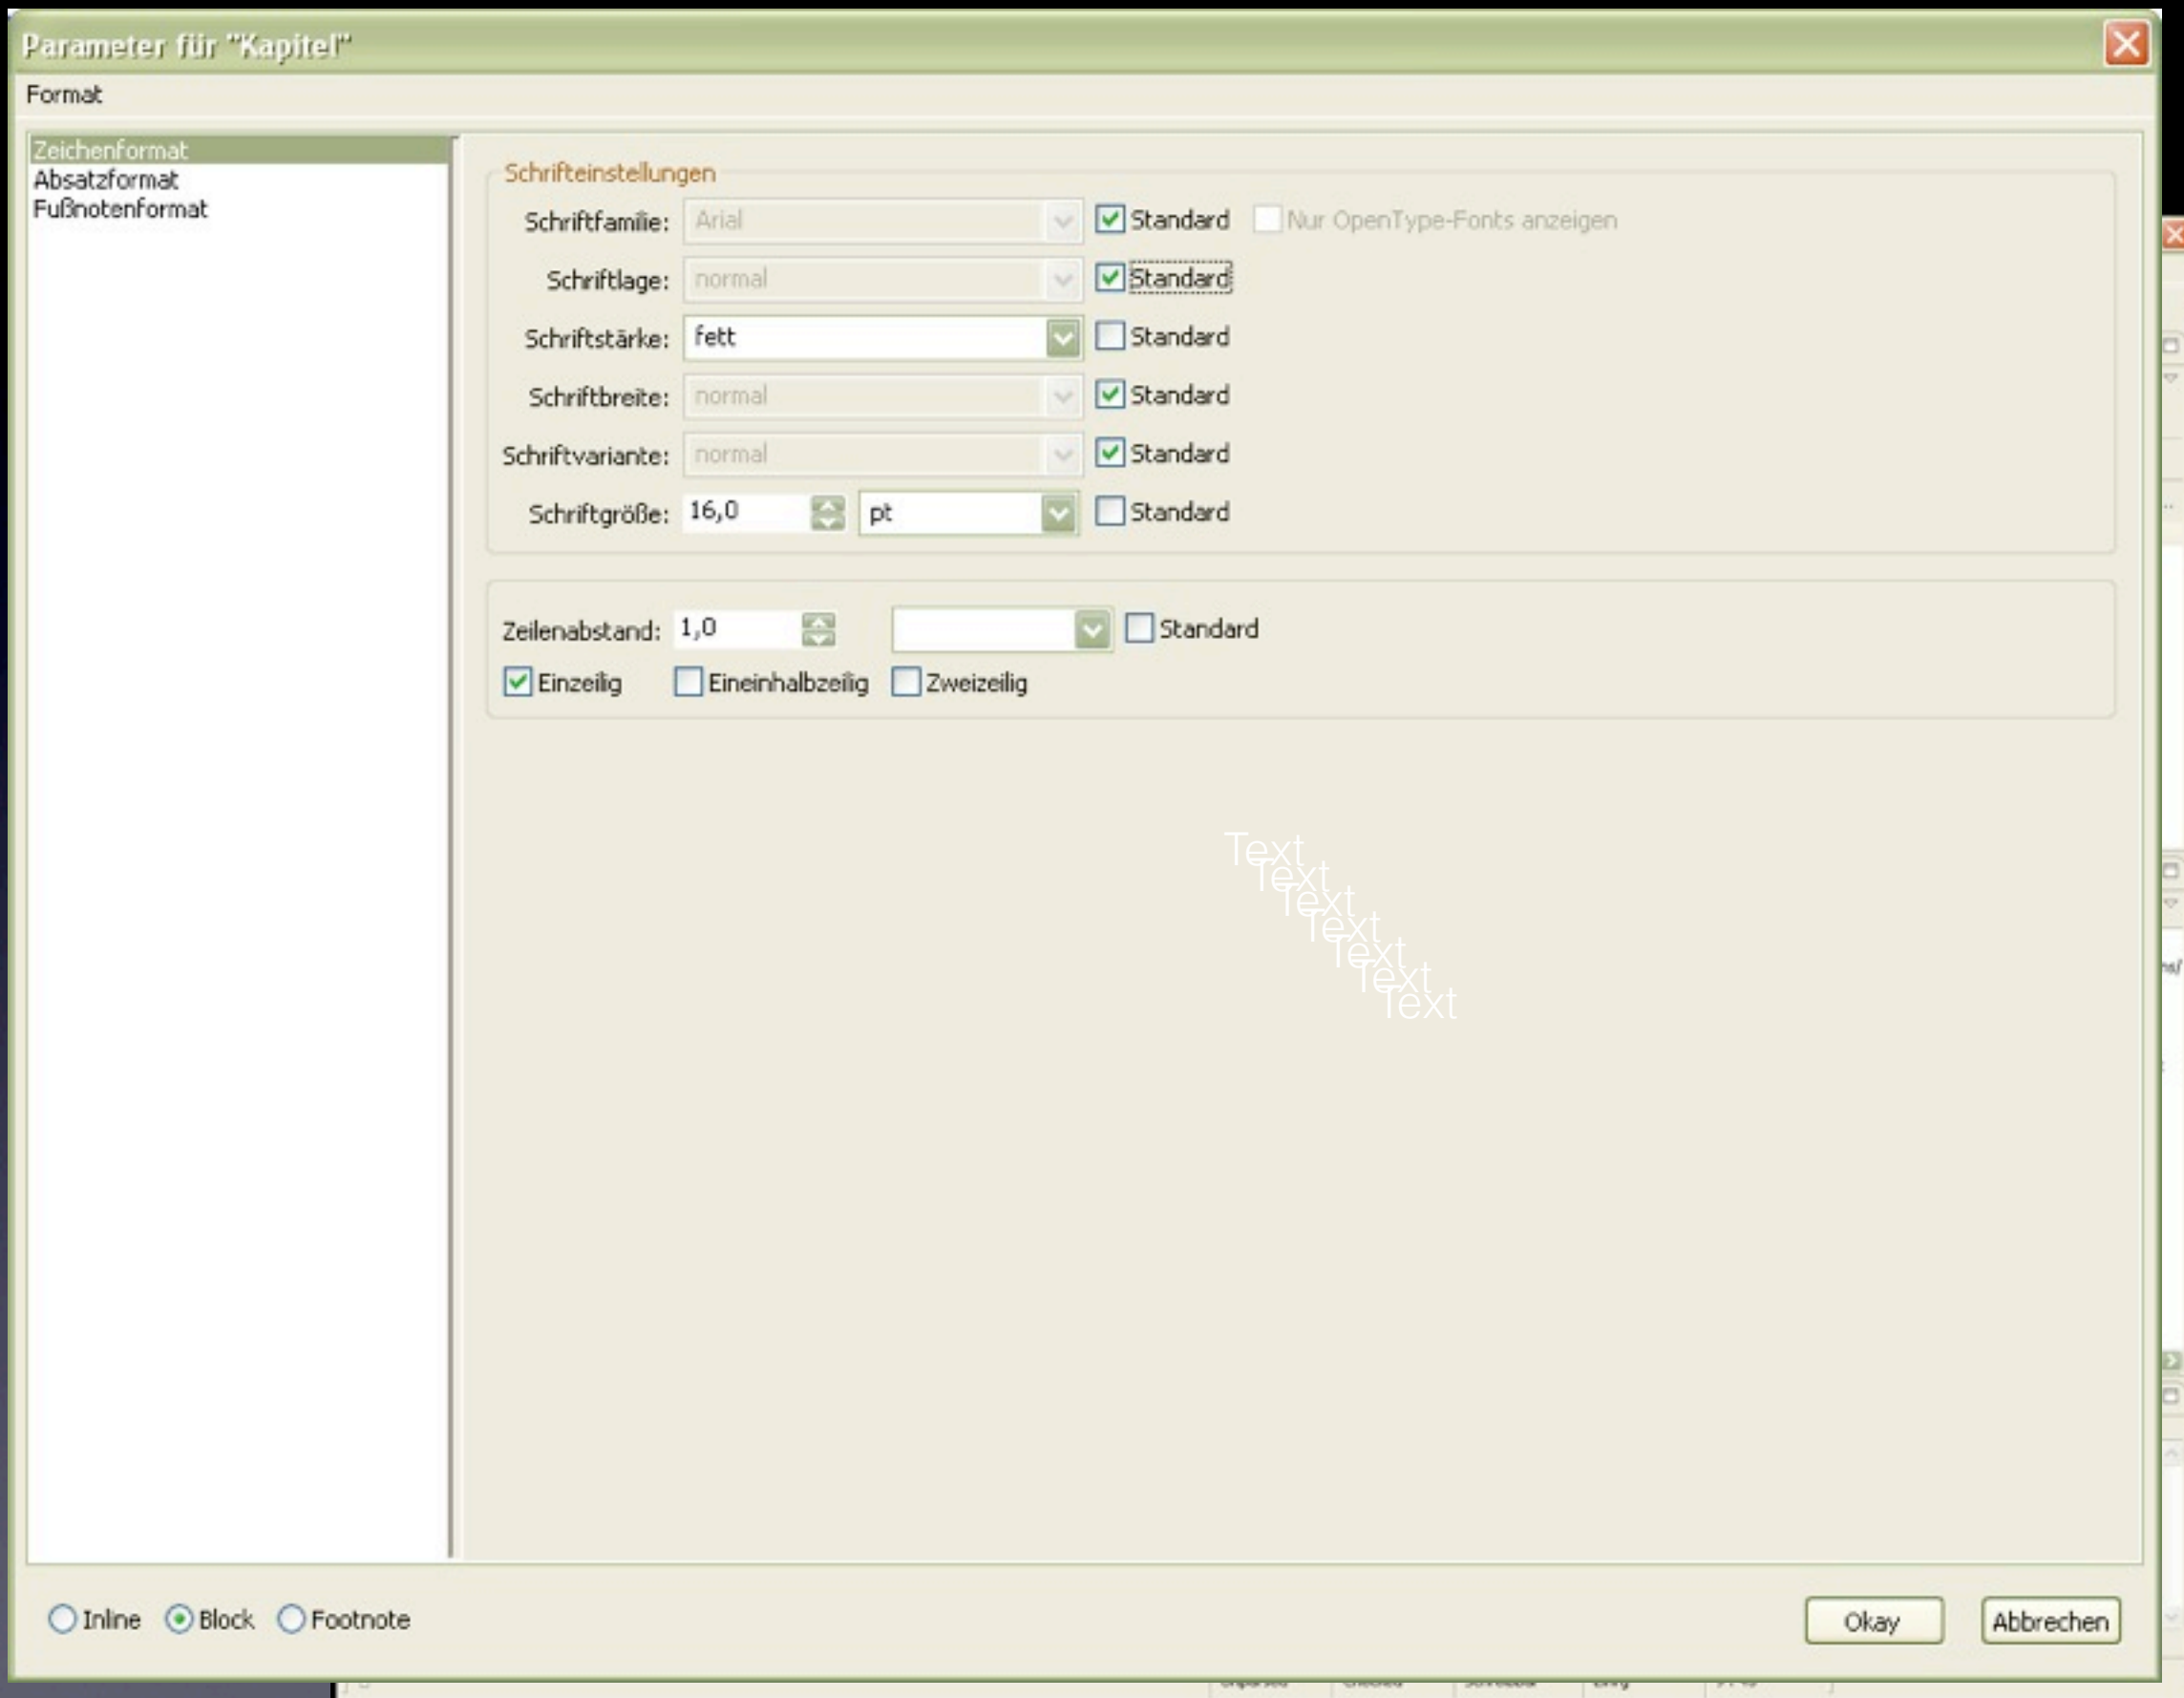 Parameter für "Kapitel"
Format
Zeichenformat
Absatzformat
Fußnotenformat
Schrifteinstellungen
Schriftfamilie: Arial Standard Nur OpenType-Fonts anzeigen
Schriftlage: normal Standard
Schriftstärke: fett Standard
Schriftbreite: normal Standard
Schriftvariante: normal Standard
Schriftgröße: 16,0 pt Standard
Zeilenabstand: 1,0 Standard
Einzeilig Eineinhalbzeilig Zweizeilig
Text
Text
Text
Text
Text
Text
Text
Inline Block Footnote Okay Abbrechen